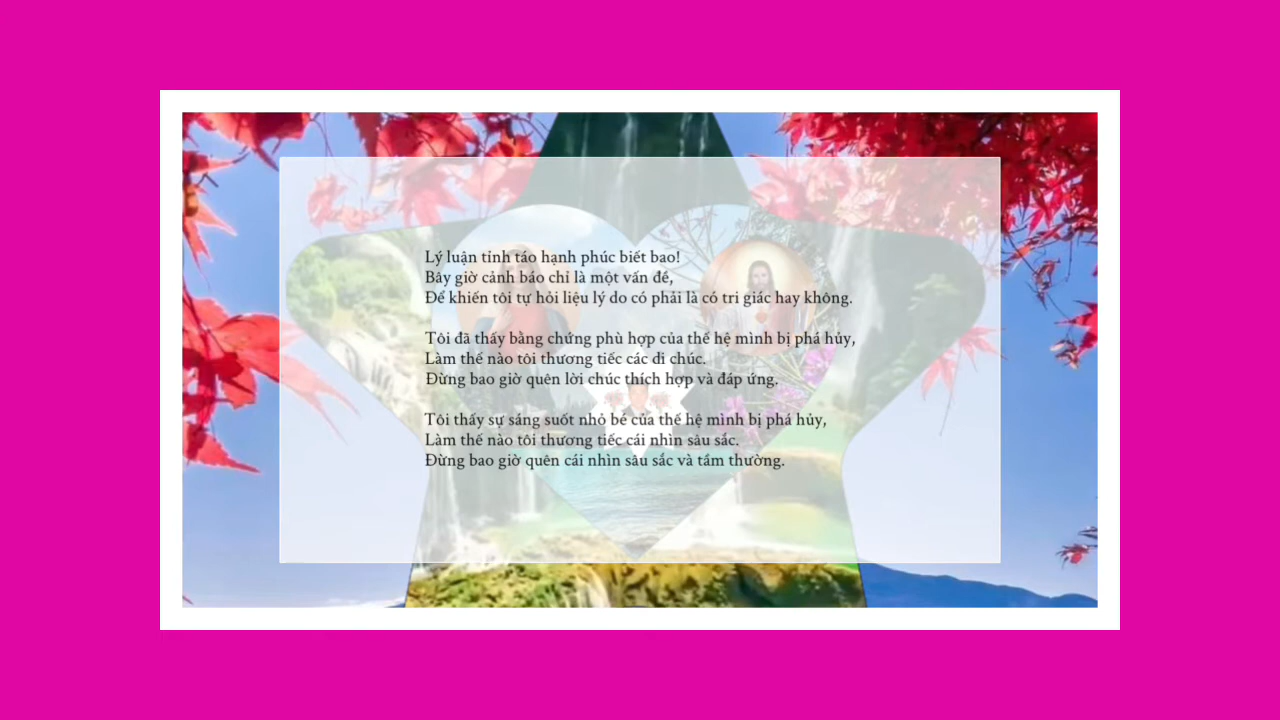 Lý luận tỉnh táo hạnh phúc biết bao!
Bây giờ cảnh báo chỉ là một vấn đề,
Để khiến tôi tự hỏi liệu lý do có phải là có tri giác hay không.
Tôi đã thấy bằng chứng phù hợp của thế hệ mình bị phá hủy,
Làm thế nào tôi thương tiếc các di chúc.
Đừng bao giờ quên lời chúc thích hợp và đáp ứng.
Tôi thấy sự sáng suốt nhỏ bé của thế hệ mình bị phá hủy,
Làm thế nào tôi thương tiếc cái nhìn sâu sắc.
Đừng bao giờ quên cái nhìn sâu sắc và tầm thường.